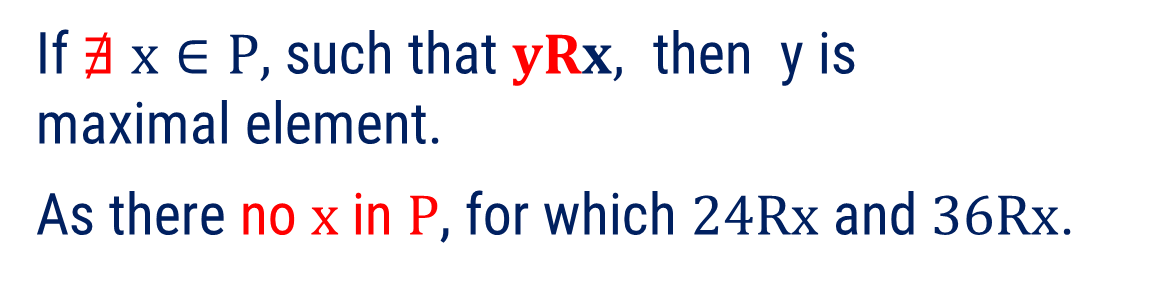 If ∄ x ∈ P, such that yRx, then y is
maximal element.
As there no x in P, for which 24Rx and 36Rx.